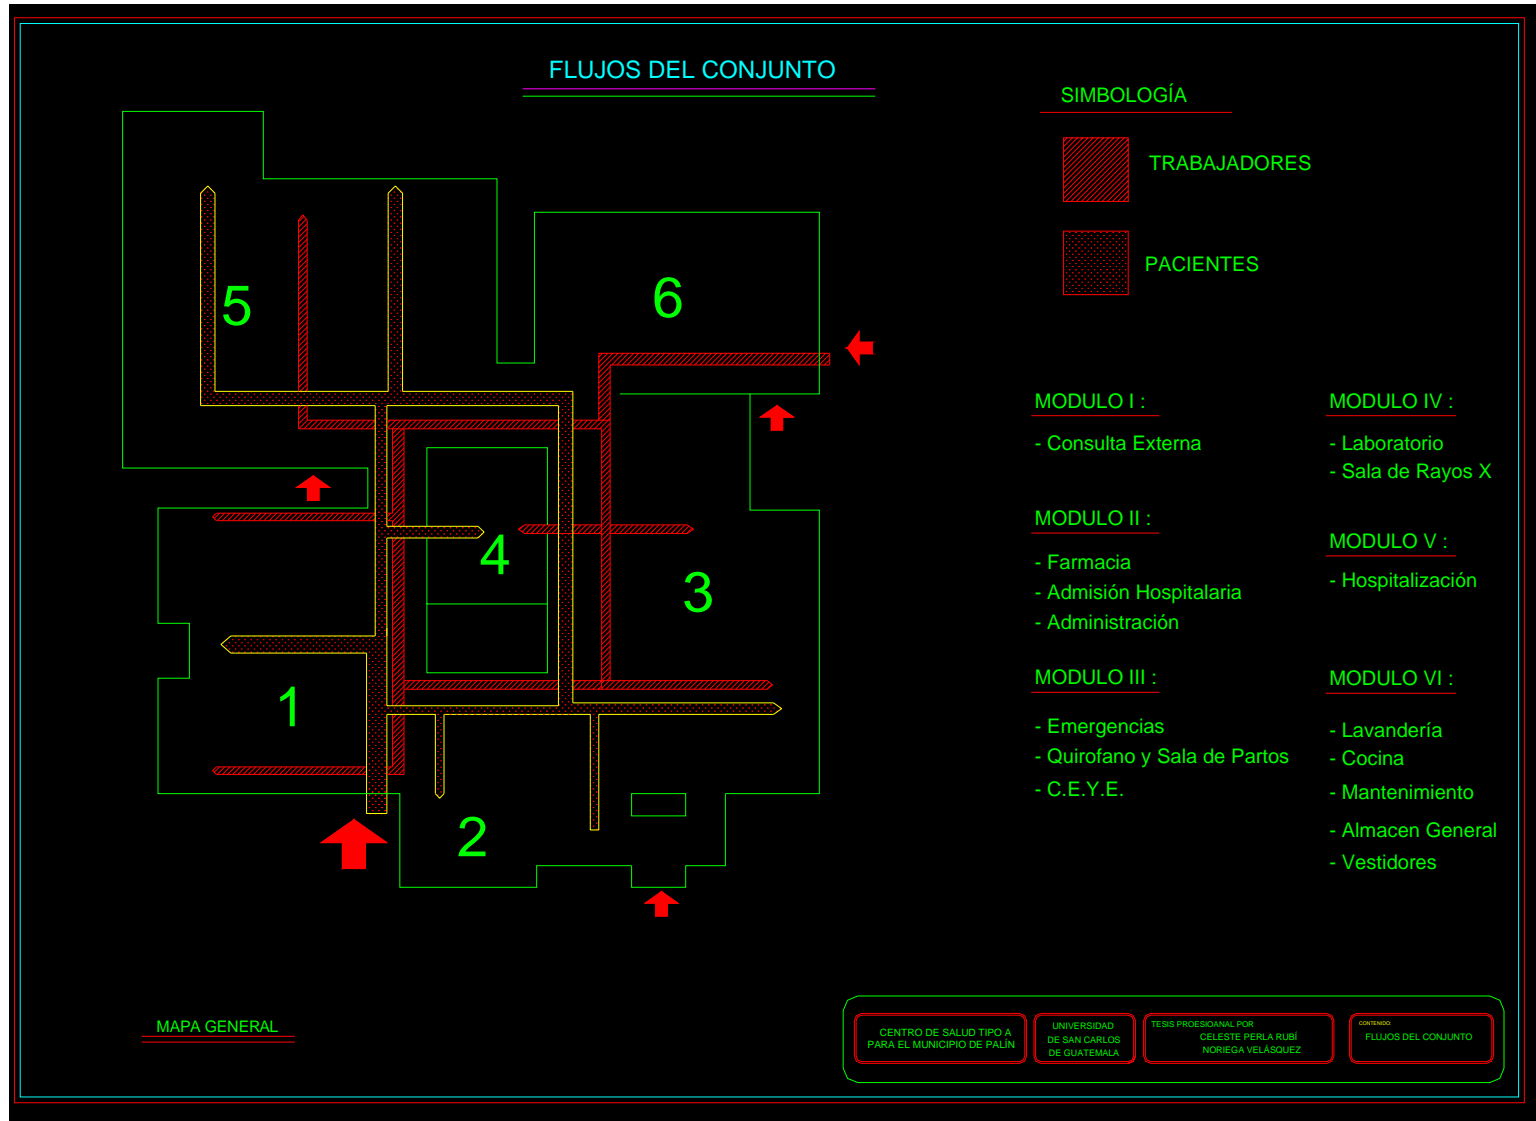 FLUJOS DEL CONJUNTO
SIMBOLOGÍA
TRABAJADORES
PACIENTES
5
6
4
3
1
2
MODULO I :
- Consulta Externa
MODULO II :
- Farmacia
- Admisión Hospitalaria
- Administración
MODULO III :
- Emergencias
- Quirofano y Sala de Partos
- C.E.Y.E.
MODULO IV :
- Laboratorio
- Sala de Rayos X
MODULO V :
- Hospitalización
MODULO VI :
- Lavandería
- Cocina
- Mantenimiento
- Almacen General
- Vestidores
MAPA GENERAL
CENTRO DE SALUD TIPO A
PARA EL MUNICIPIO DE PALÍN
UNIVERSIDAD
DE SAN CARLOS
DE GUATEMALA
TESIS PROESIOANAL POR
CELESTE PERLA RUBÍ
NORIEGA VELÁSQUEZ
CONTENIDO:
FLUJOS DEL CONJUNTO